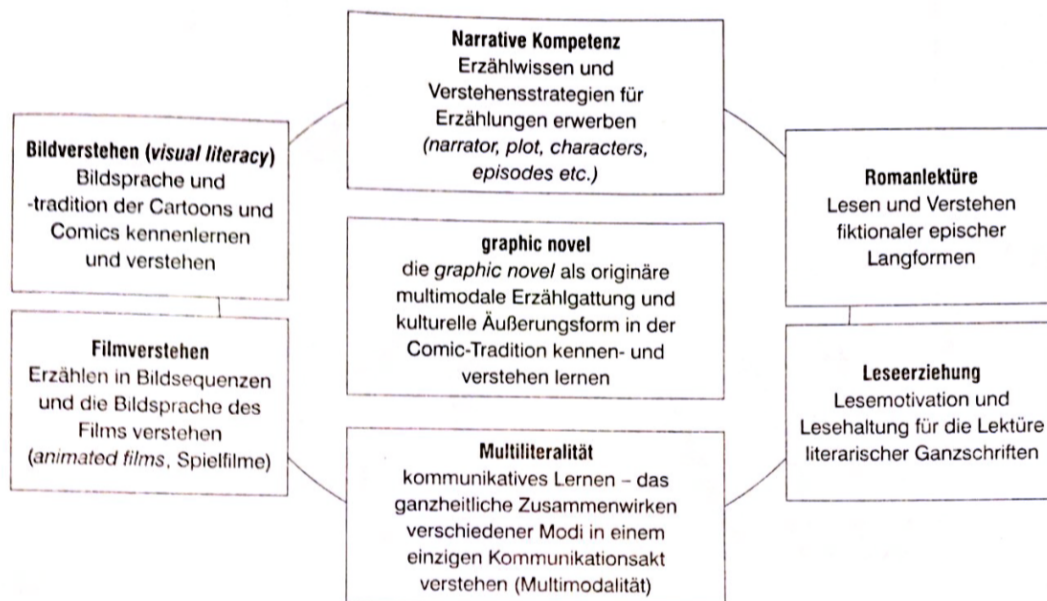 Narrative Kompetenz
Erzählwissen und
Verstehensstrategien für
Erzählungen erwerben
(narrator, plot, characters,
episodes etc.)
Bildverstehen (visual literacy)
Bildsprache und
-tradition der Cartoons und
Comics kennenlernen
und verstehen
Romanlektüre
Lesen und Verstehen
fiktionaler epischer
Langformen
graphic novel
die graphic novel als originäre
multimodale Erzählgattung und
kulturelle Äußerungsform in der
Comic-Tradition kennen- und
verstehen lernen
Filmverstehen
Erzählen in Bildsequenzen
und die Bildsprache des
Films verstehen
(animated films, Spielfilme)
Leseerziehung
Lesemotivation und
Lesehaltung für die Lektüre
literarischer Ganzschriften
Multiliteralität
kommunikatives Lernen – das
ganzheitliche Zusammenwirken
verschiedener Modi in einem
einzigen Kommunikationsakt
verstehen (Multimodalität)